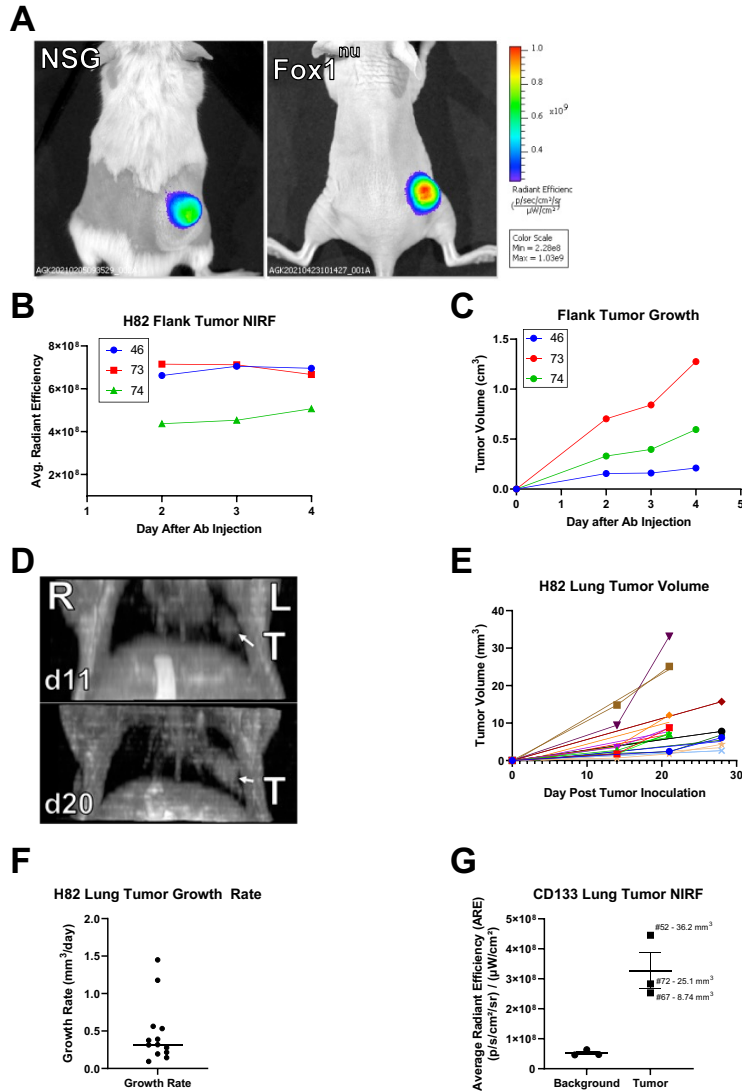 A
NSG
Fox1nu
AGK20210423101427_001A
1.0
0.8
0.6
0.4
x10⁹
Radiant Efficienc
(p/sec/cm²/sr
μW/cm²)
Color Scale
Min = 2.28e8
Max = 1.03e9
B
H82 Flank Tumor NIRF
Avg. Radiant Efficiency
8×10⁸
6×10⁸
4×10⁸
2×10⁸
46
73
74
1 2 3 4
Day After Ab Injection
C
Flank Tumor Growth
Tumor Volume (cm³)
1.5
1.0
0.5
0.0
46
73
74
0 1 2 3 4 5
Day after Ab Injection
D
R L
T
d11
T
d20
E
H82 Lung Tumor Volume
Tumor Volume (mm³)
40
30
20
10
0
0 10 20 30
Day Post Tumor Inoculation
F
H82 Lung Tumor Growth Rate
Growth Rate (mm³/day)
2.0
1.5
1.0
0.5
0.0
Growth Rate
G
CD133 Lung Tumor NIRF
Average Radiant Efficiency (ARE)
(p/s/cm²/sr) / (μW/cm²)
5×10⁸
4×10⁸
3×10⁸
2×10⁸
1×10⁸
0
#52 - 36.2 mm³
#72 - 25.1 mm³
#67 - 8.74 mm³
Background Tumor